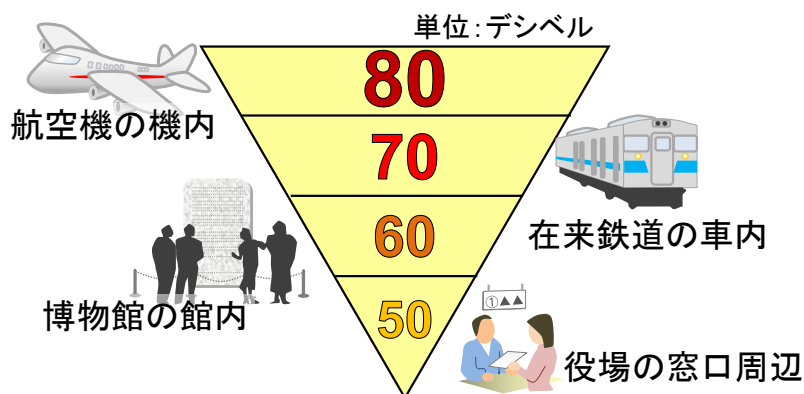 単位:デシベル
80
航空機の機内
70
在来鉄道の車内
60
博物館の館内
50
①▲▲
役場の窓口周辺